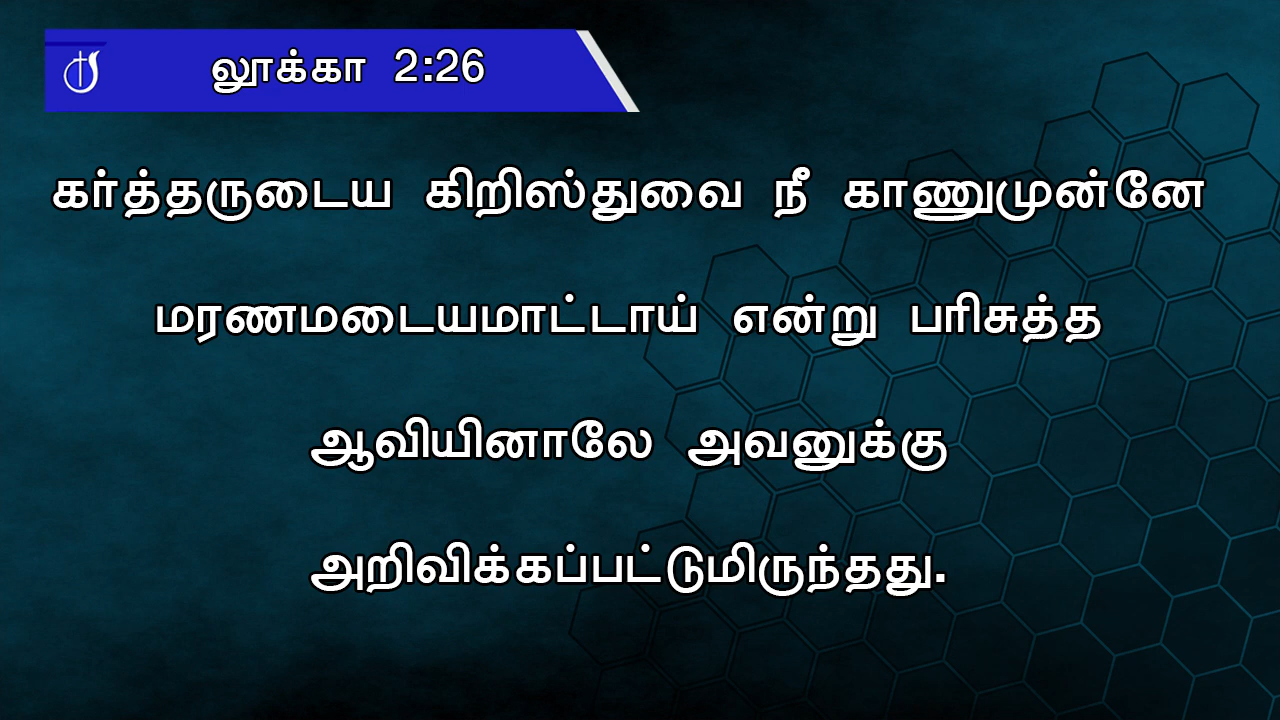 லூக்கா 2:26
கர்த்தருடைய கிறிஸ்துவை நீ காணுமுன்னே
மரணமடையமாட்டாய் என்று பரிசுத்த
ஆவியினாலே அவனுக்கு
அறிவிக்கப்பட்டுமிருந்தது.